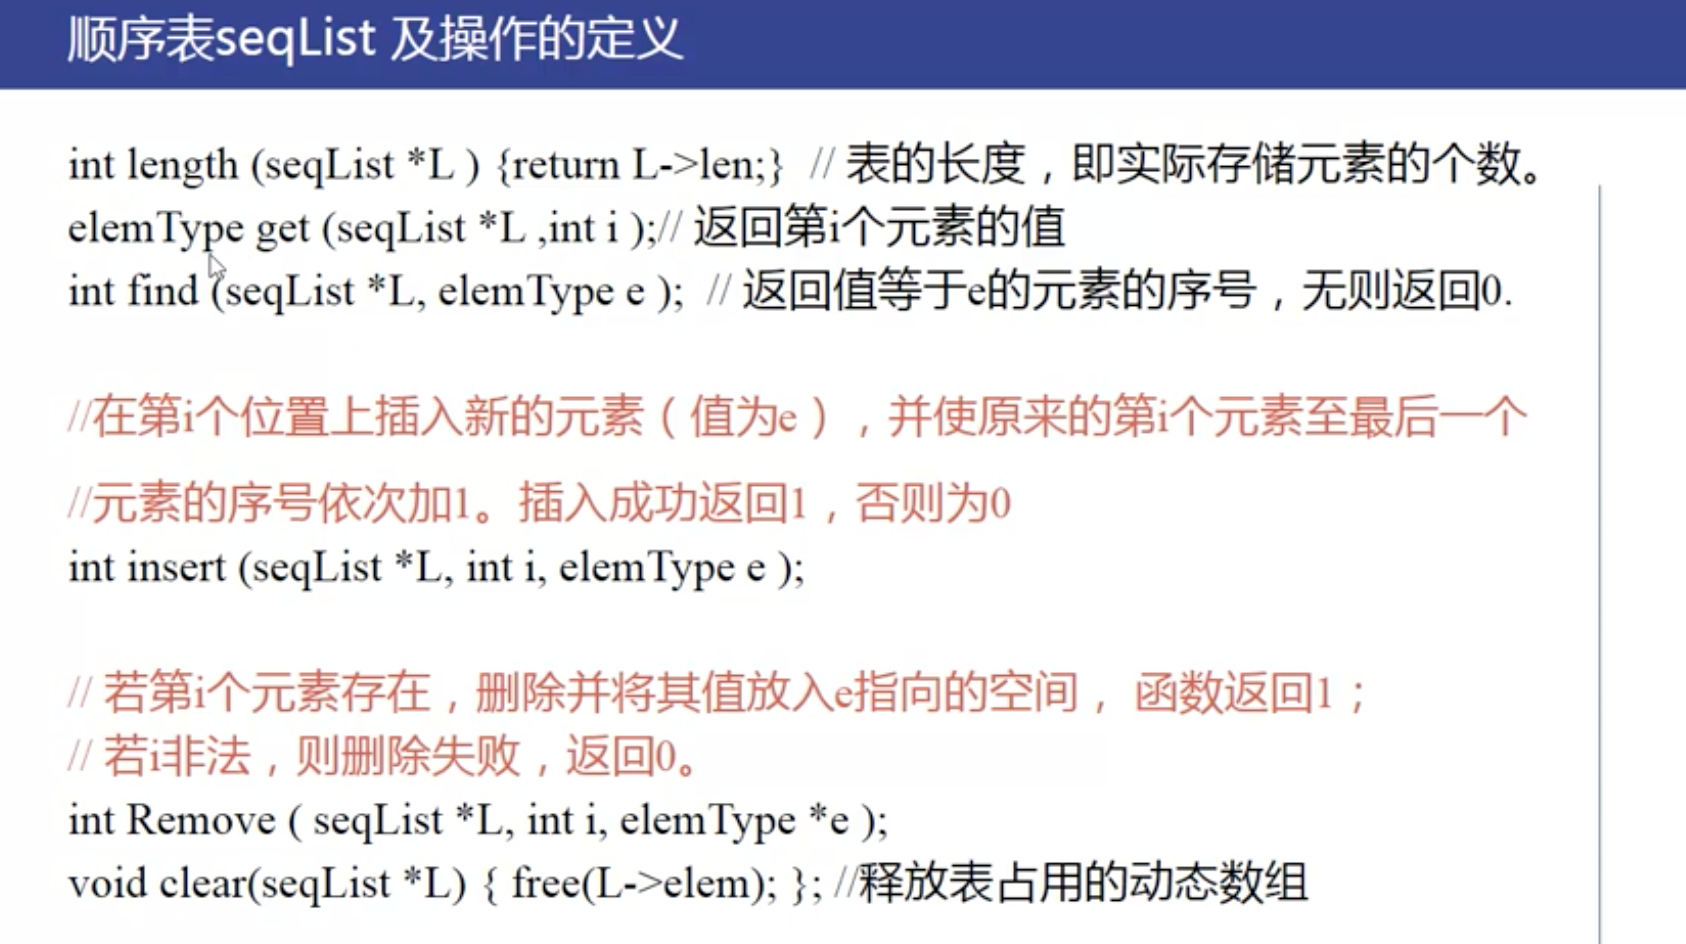 顺序表seqList 及操作的定义
int length (seqList *L ) {return L->len;}  // 表的长度，即实际存储元素的个数。
elemType get (seqList *L ,int i );// 返回第i个元素的值
int find (seqList *L, elemType e );  // 返回值等于e的元素的序号，无则返回0.
//在第i个位置上插入新的元素（值为e），并使原来的第i个元素至最后一个
//元素的序号依次加1。插入成功返回1，否则为0
int insert (seqList *L, int i, elemType e );
// 若第i个元素存在，删除并将其值放入e指向的空间， 函数返回1；
// 若i非法，则删除失败，返回0。
int Remove ( seqList *L, int i, elemType *e );
void clear(seqList *L) { free(L->elem); }; //释放表占用的动态数组